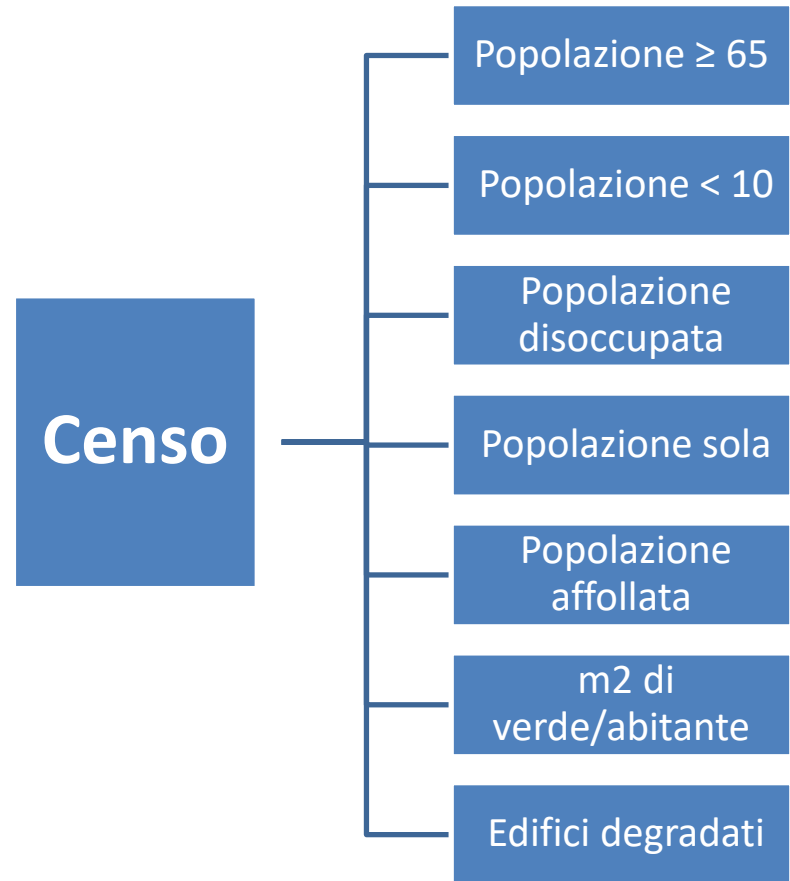 Censo
Popolazione ≥ 65
Popolazione < 10
Popolazione
disoccupata
Popolazione sola
Popolazione
affollata
m2 di
verde/abitante
Edifici degradati